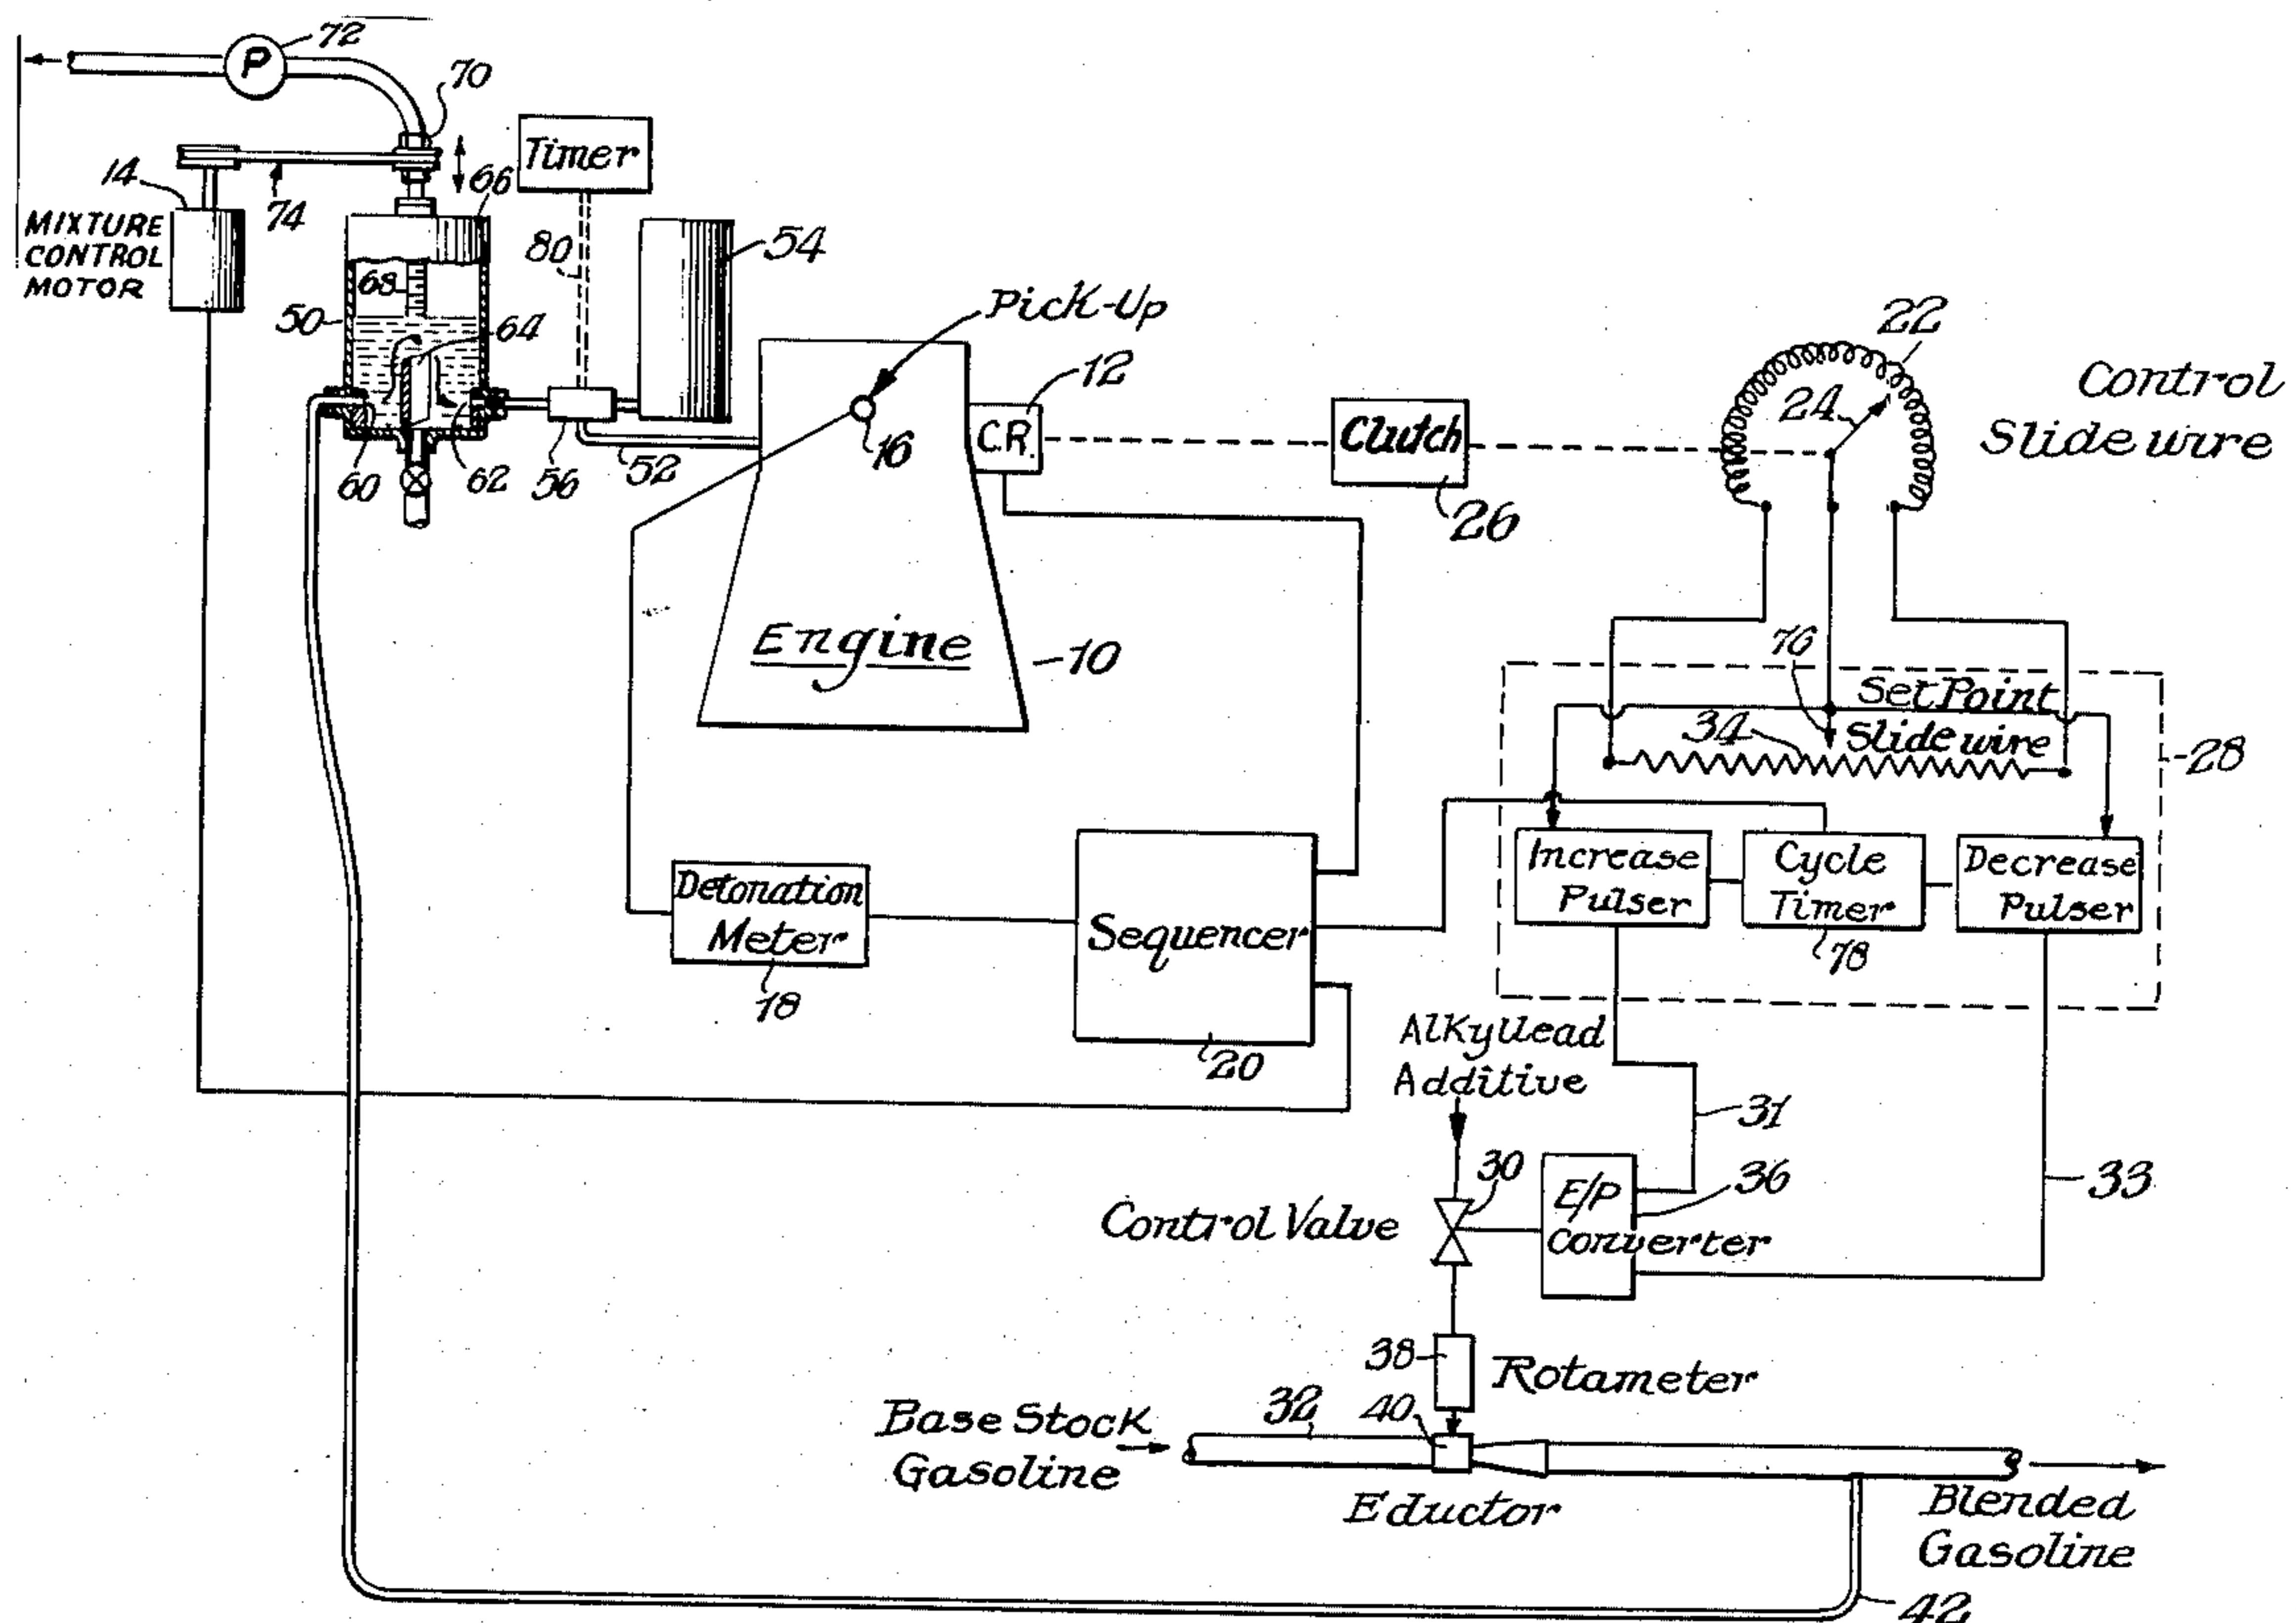 72
P
70
Timer
14
74
66
MIXTURE
CONTROL
MOTOR
68
50
64
80
54
Pick-Up
16
12
C.R.
60
62
56
52
Clutch
26
22
24
Control
Slide wire
Engine
10
76
Set Point
34
Slide wire
28
Increase
Pulser
Cycle
Timer
78
Decrease
Pulser
Detonation
Meter
18
Sequencer
20
Alkyllead
Additive
31
30
E/P
Converter
36
33
Control Valve
38
Rotameter
Base Stock
Gasoline
32
40
Eductor
Blended
Gasoline
42